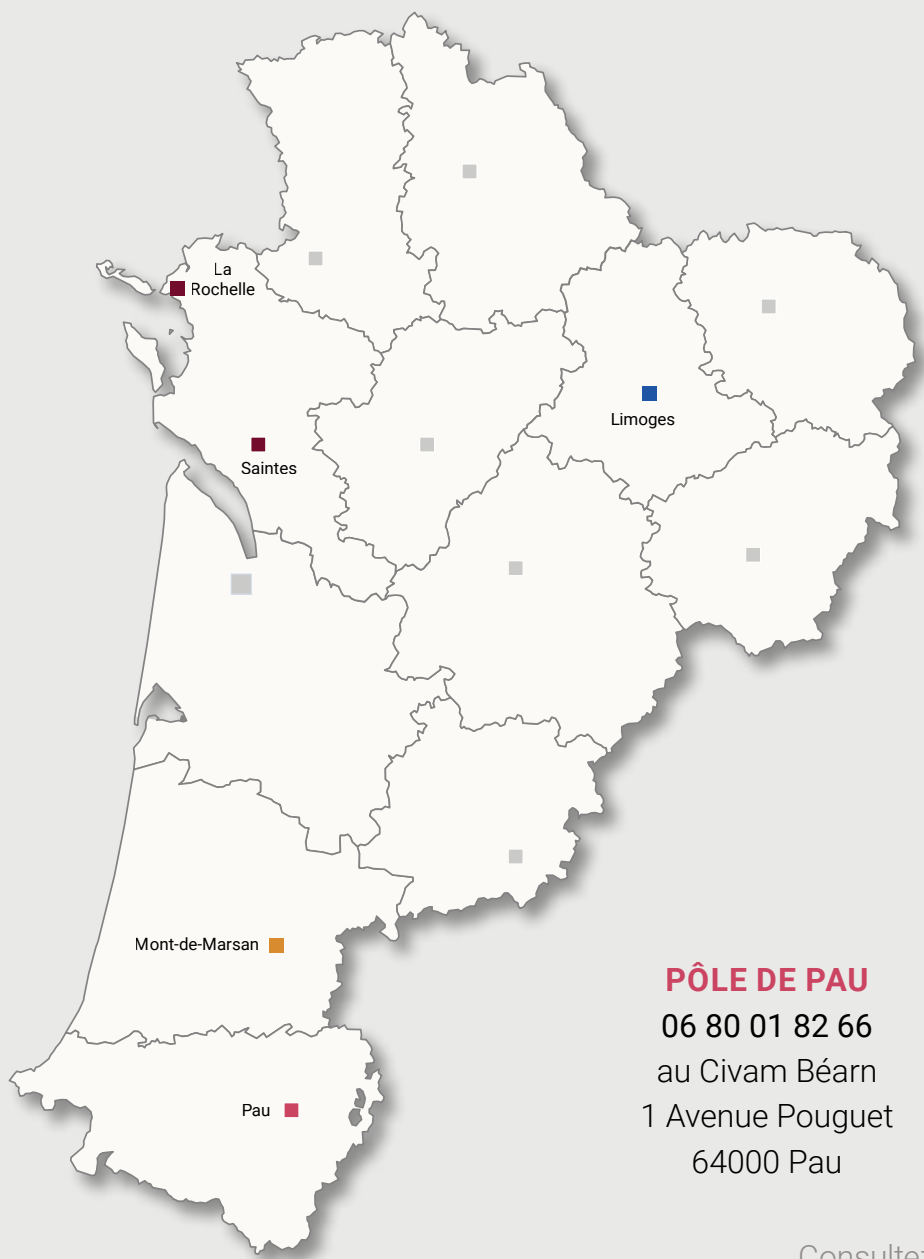 La
Rochelle
Limoges
Saintes
Mont-de-Marsan
PÔLE DE PAU
06 80 01 82 66
au Civam Béarn
1 Avenue Pouguet
64000 Pau
Pau